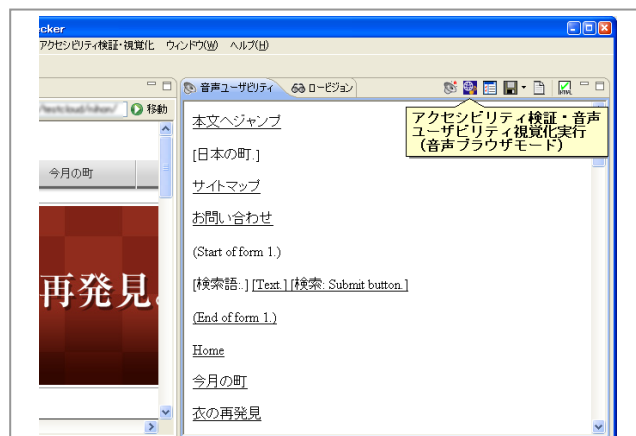 ecker
アクセシビリティ検証・視覚化 ウィンドウ(W) ヘルプ(H)
音声ユーザビリティ ロービジョン
移動
アクセシビリティ検証・音声
ユーザビリティ視覚化実行
(音声ブラウザモード)
本文へジャンプ
[日本の町.]
今月の町
サイトマップ
お問い合わせ
(Start of form 1.)
再発見。
[検索語:.] [Text.] [検索: Submit button.]
(End of form 1.)
Home
今月の町
衣の再発見